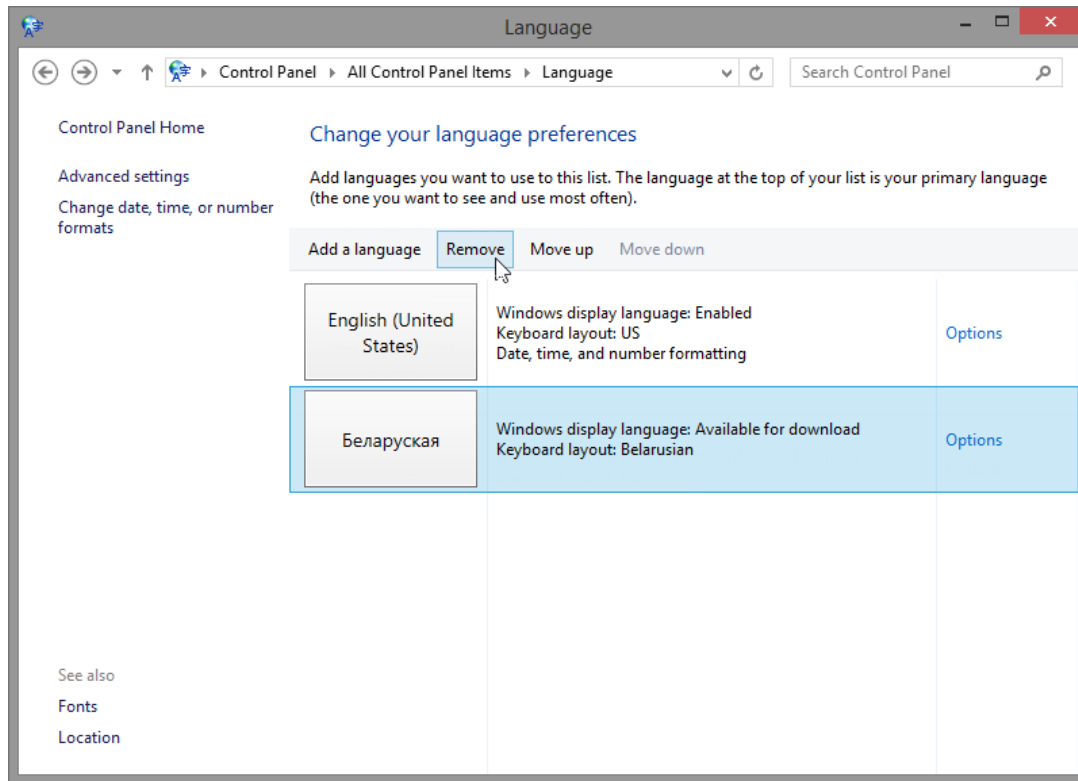 Language
Control Panel
All Control Panel Items
Language
Search Control Panel
Control Panel Home
Advanced settings
Change date, time, or number
formats
See also
Fonts
Location
Change your language preferences
Add languages you want to use to this list. The language at the top of your list is your primary language
(the one you want to see and use most often).
Add a language
Remove
Move up
Move down
English (United
States)
Windows display language: Enabled
Keyboard layout: US
Date, time, and number formatting
Options
Беларуская
Windows display language: Available for download
Keyboard layout: Belarusian
Options